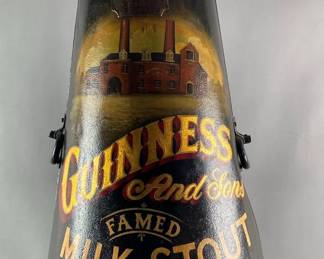 GUINNESS
And Sons
FAMED
MILK STOUT